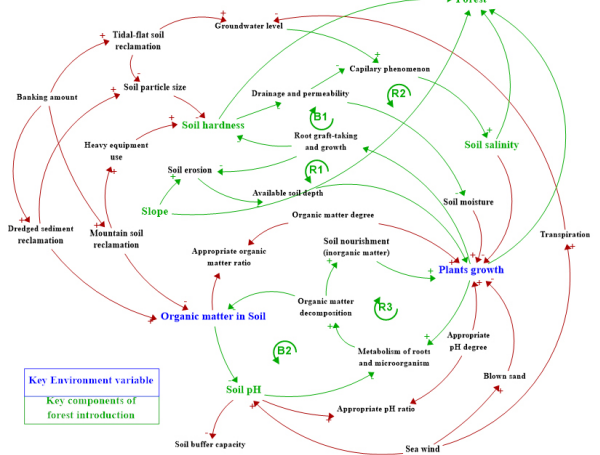 Forest
Tidal-flat soil
reclamation
Groundwater level
Capilary phenomenon
Soil particle size
Drainage and permeability
R2
Banking amount
B1
Soil hardness
Root graft-taking
and growth
Heavy equipment
use
Soil salinity
Soil erosion
R1
Available soil depth
Soil moisture
Slope
Organic matter degree
Dredged sediment
reclamation
Mountain soil
reclamation
Transpiration
Soil nourishment
(inorganic matter)
Appropriate organic
matter ratio
Plants growth
Organic matter
decomposition
R3
Organic matter in Soil
Appropriate
pH degree
B2
Metabolism of roots
and microorganism
Blown sand
Key Environment variable
Key components of
forest introduction
Soil pH
Appropriate pH ratio
Soil buffer capacity
Sea wind